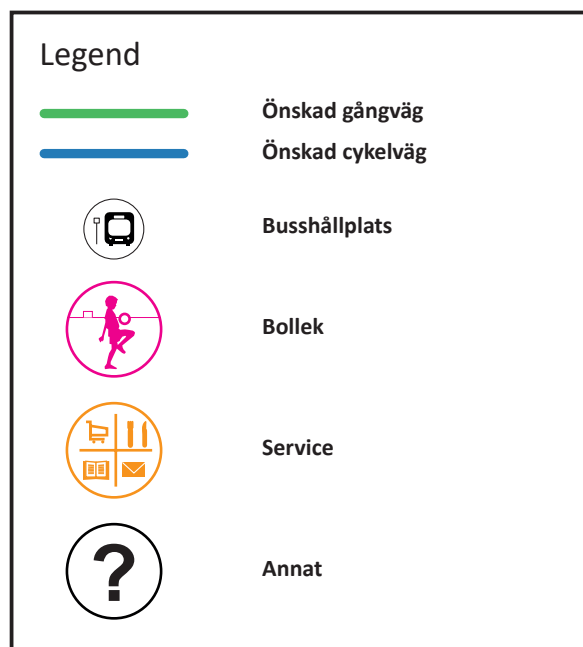 Legend
Önskad gångväg
Önskad cykelväg
Busshållplats
Bollek
Service
?
Annat